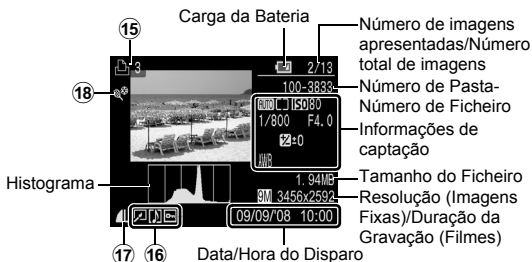 Carga da Bateria
Número de imagens
apresentadas/Número
total de imagens
15
3
2/13
18
100-3833
Número de Pasta-
Número de Ficheiro
AUTO ISO 80
1/800 F4.0
±0
AWB
Informações de
captação
Histograma
1.94MB
Tamanho do Ficheiro
9M 3456x2592
Resolução (Imagens
Fixas)/Duração da
Gravação (Filmes)
09/09/'08 10:00
17
16
Data/Hora do Disparo